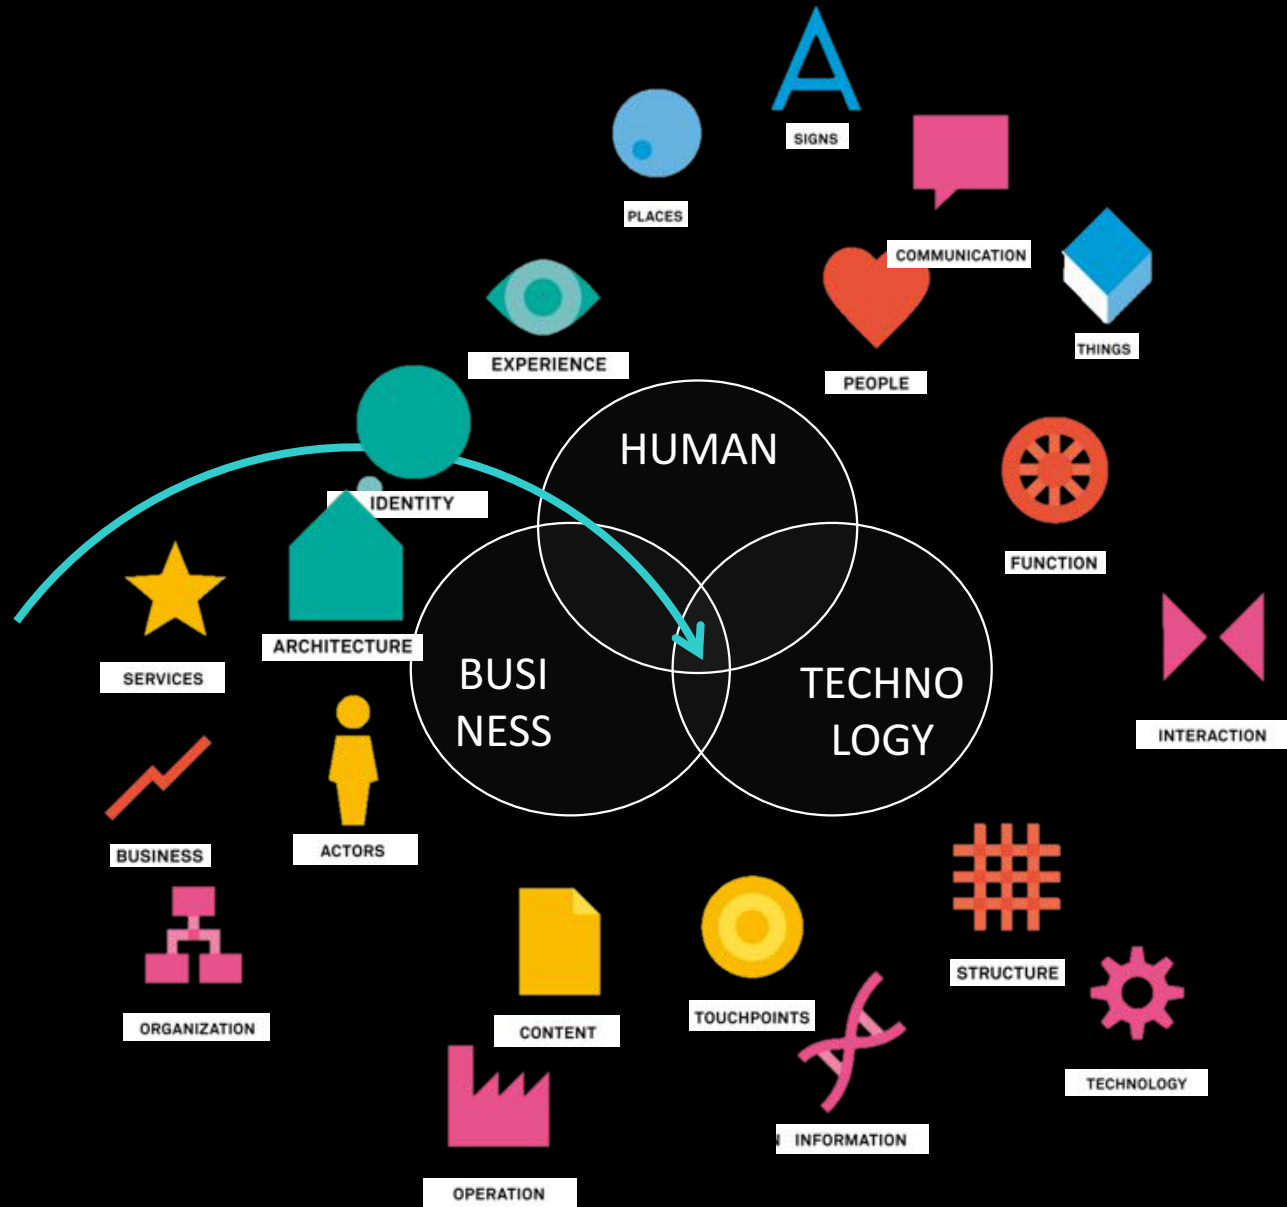 SIGNS
PLACES
COMMUNICATION
THINGS
EXPERIENCE
PEOPLE
HUMAN
IDENTITY
FUNCTION
ARCHITECTURE
SERVICES
BUSI
NESS
TECHNO
LOGY
INTERACTION
BUSINESS
ACTORS
STRUCTURE
TOUCHPOINTS
ORGANIZATION
CONTENT
TECHNOLOGY
INFORMATION
OPERATION